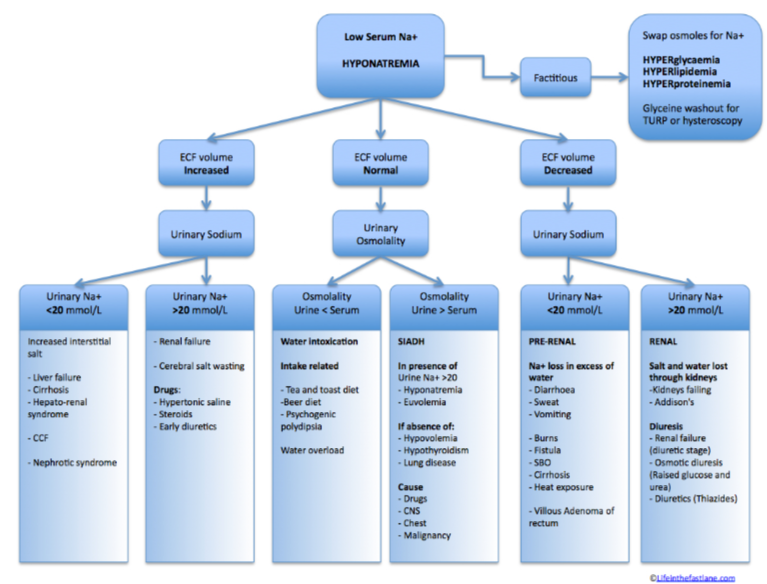 Low Serum Na+
HYPONATREMIA
Factitious
Swap osmoles for Na+
HYPERglycaemia
HYPERlipidemia
HYPERproteinemia
Glyceine washout for
TURP or hysteroscopy
ECF volume
Increased
ECF volume
Normal
ECF volume
Decreased
Urinary Sodium
Urinary
Osmolality
Urinary Sodium
Urinary Na+
<20 mmol/L
Increased interstitial
salt
- Liver failure
- Cirrhosis
- Hepato-renal
syndrome
- CCF
- Nephrotic syndrome
Urinary Na+
>20 mmol/L
- Renal failure
- Cerebral salt wasting
Drugs:
- Hypertonic saline
- Steroids
- Early diuretics
Osmolality
Urine < Serum
Water intoxication
Intake related
- Tea and toast diet
-Beer diet
- Psychogenic
polydipsia
Water overload
Osmolality
Urine > Serum
SIADH
In presence of
Urine Na+ >20
- Hyponatremia
- Euvolemia
If absence of:
- Hypovolemia
- Hypothyroidism
- Lung disease
Cause
- Drugs
- CNS
- Chest
- Malignancy
Urinary Na+
<20 mmol/L
PRE-RENAL
Na+ loss in excess of
water
- Diarrhoea
- Sweat
- Vomiting
- Burns
- Fistula
- SBO
- Cirrhosis
- Heat exposure
- Villous Adenoma of
rectum
Urinary Na+
>20 mmol/L
RENAL
Salt and water lost
through kidneys
-Kidneys failing
- Addison's
Diuresis
- Renal failure
(diuretic stage)
- Osmotic diuresis
(Raised glucose and
urea)
- Diuretics (Thiazides)
©Lifeinthefastlane.com